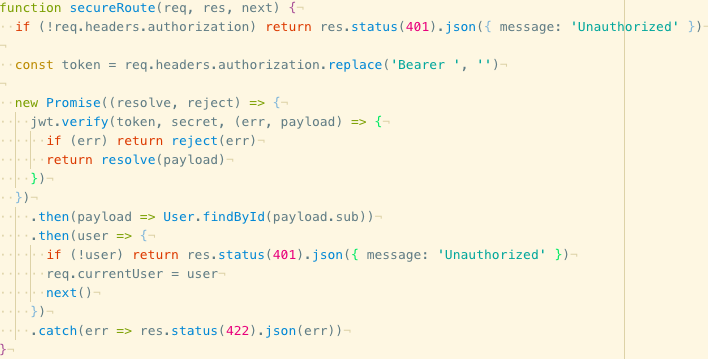 function secureRoute(req, res, next) {
  if (!req.headers.authorization) return res.status(401).json({ message: 'Unauthorized' })

  const token = req.headers.authorization.replace('Bearer ', '')

  new Promise((resolve, reject) => {
    jwt.verify(token, secret, (err, payload) => {
      if (err) return reject(err)
      return resolve(payload)
    })
  })
    .then(payload => User.findById(payload.sub))
    .then(user => {
      if (!user) return res.status(401).json({ message: 'Unauthorized' })
      req.currentUser = user
      next()
    })
    .catch(err => res.status(422).json(err))
}